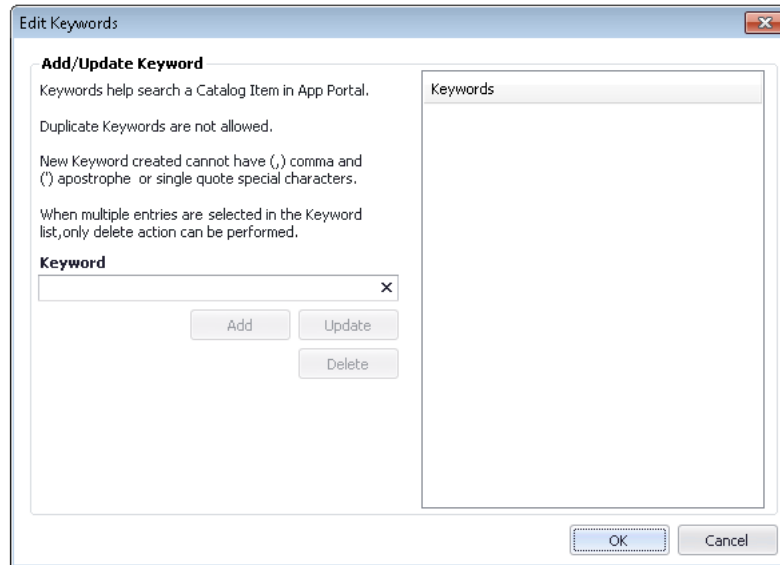 Edit Keywords
Add/Update Keyword
Keywords help search a Catalog Item in App Portal.
Duplicate Keywords are not allowed.
New Keyword created cannot have (,) comma and
(') apostrophe or single quote special characters.
When multiple entries are selected in the Keyword
list,only delete action can be performed.
Keyword
Add
Update
Delete
Keywords
OK
Cancel